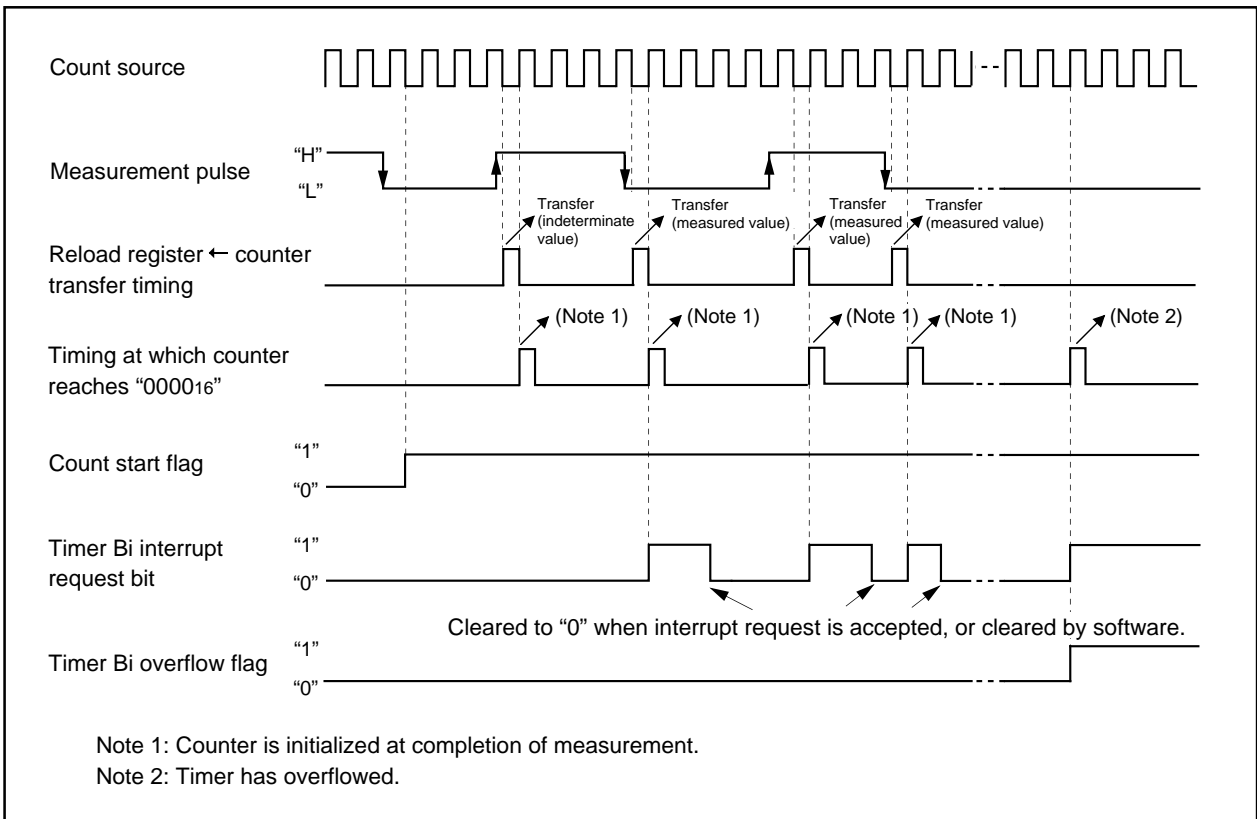 Count source
Measurement pulse
“H”
“L”
Transfer
(indeterminate
value)
Transfer
(measured value)
Transfer
(measured
value)
Transfer
(measured value)
Reload register ← counter
transfer timing
(Note 1)
(Note 1)
(Note 1)
(Note 1)
(Note 2)
Timing at which counter
reaches “000016”
Count start flag
“1”
“0”
Timer Bi interrupt
request bit
“1”
“0”
Cleared to “0” when interrupt request is accepted, or cleared by software.
Timer Bi overflow flag
“1”
“0”
Note 1: Counter is initialized at completion of measurement.
Note 2: Timer has overflowed.